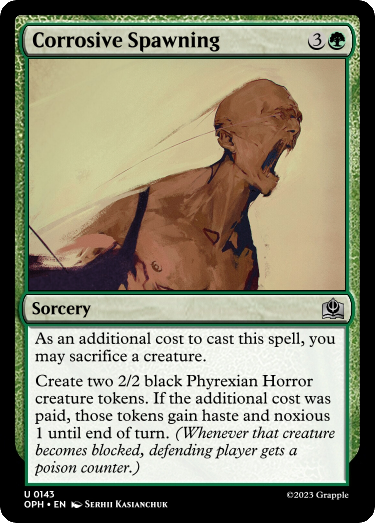 Corrosive Spawning 3
Sorcery
As an additional cost to cast this spell, you
may sacrifice a creature.
Create two 2/2 black Phyrexian Horror
creature tokens. If the additional cost was
paid, those tokens gain haste and noxious
1 until end of turn. (Whenever that creature
becomes blocked, defending player gets a
poison counter.)
U 0143
OPH • EN Serhii Kasianchuk
©2023 Grapple